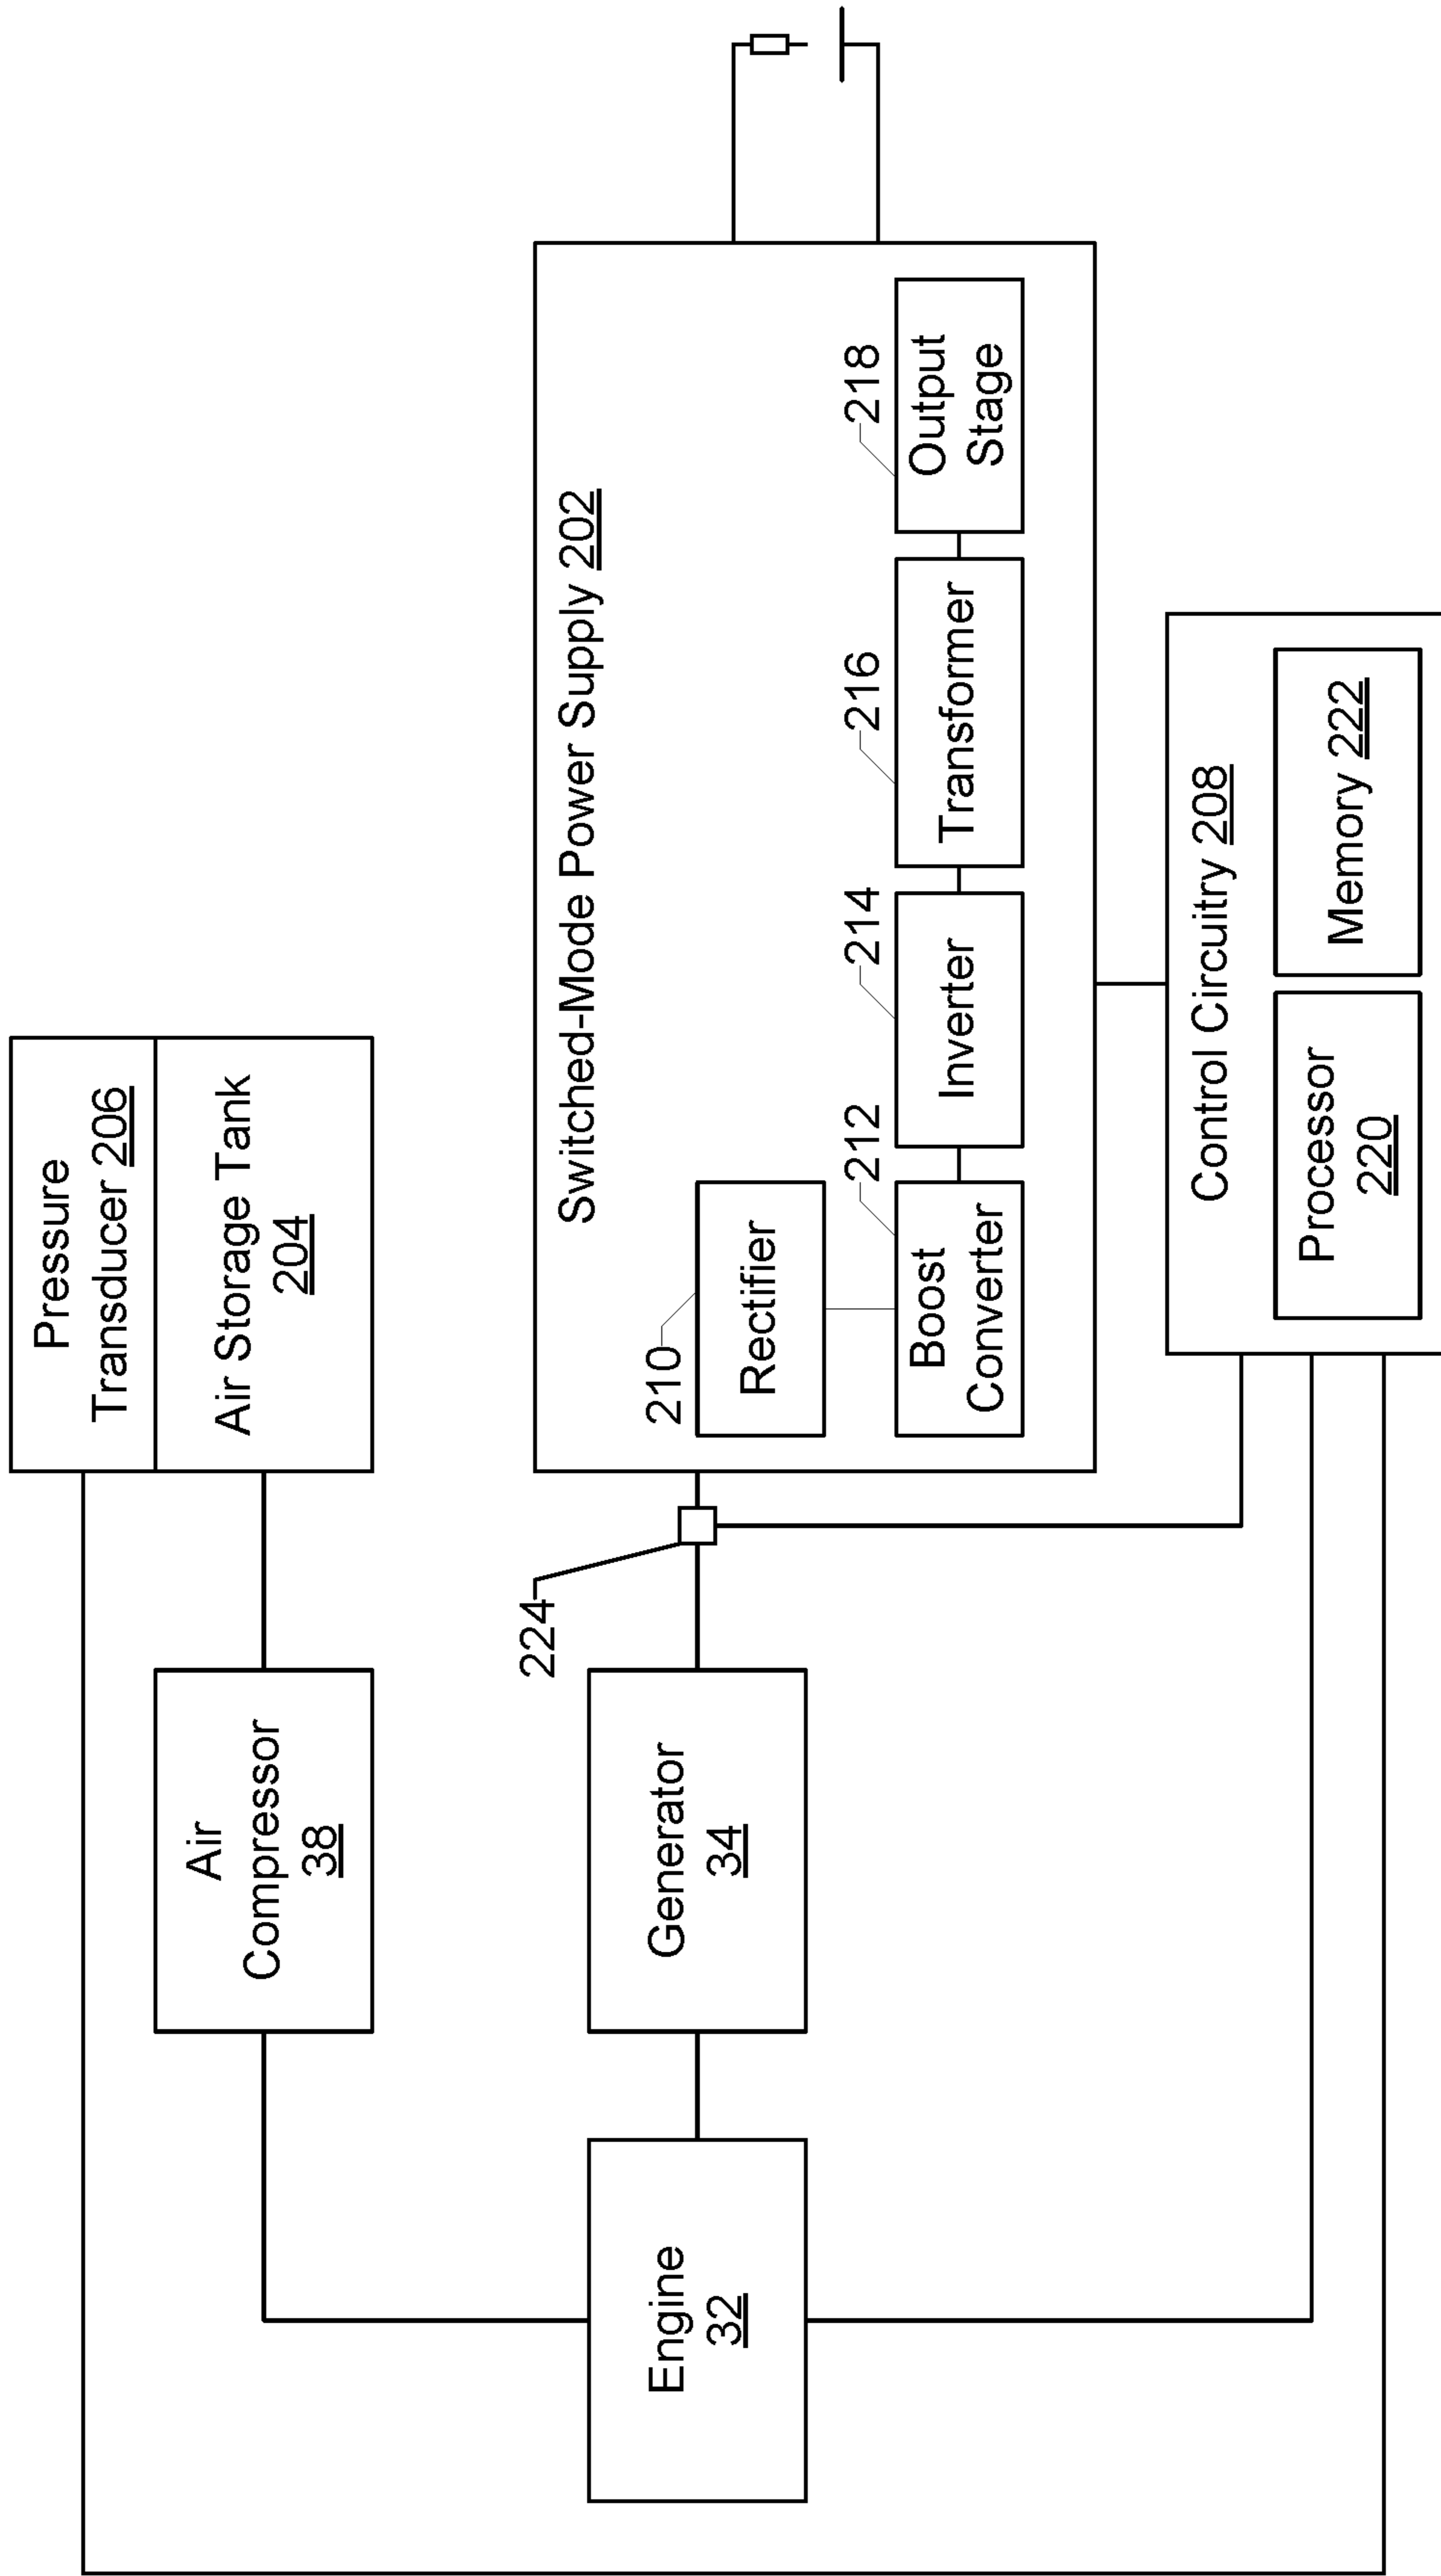 Pressure
Transducer 206
Air Storage Tank
204
Air
Compressor
38
Switched-Mode Power Supply 202
224
Engine
32
Generator
34
210
Rectifier
212
214
216
218
Boost
Converter
Inverter
Transformer
Output
Stage
Control Circuitry 208
Processor
220
Memory 222